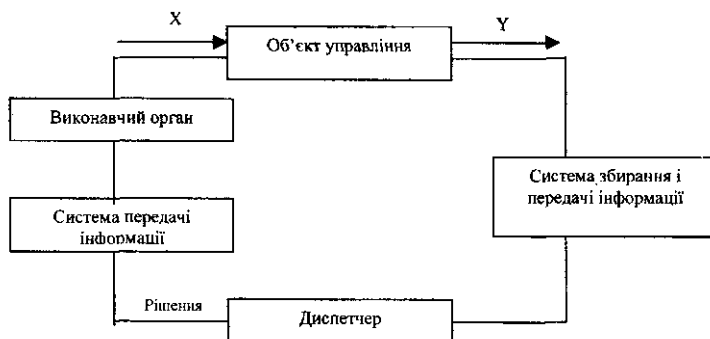 X
Об’єкт управління
Y
Виконавчий орган
Система збирання і
передачі інформації
Система передачі
інформації
Рішення
Диспетчер